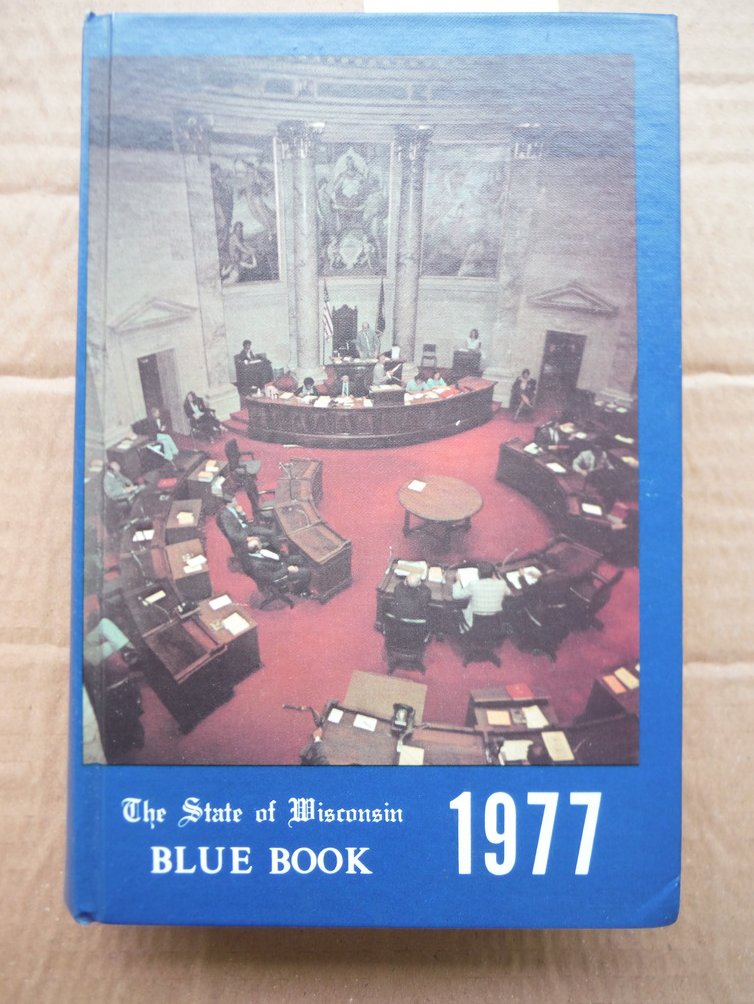 The State of Wisconsin
BLUE BOOK
1977